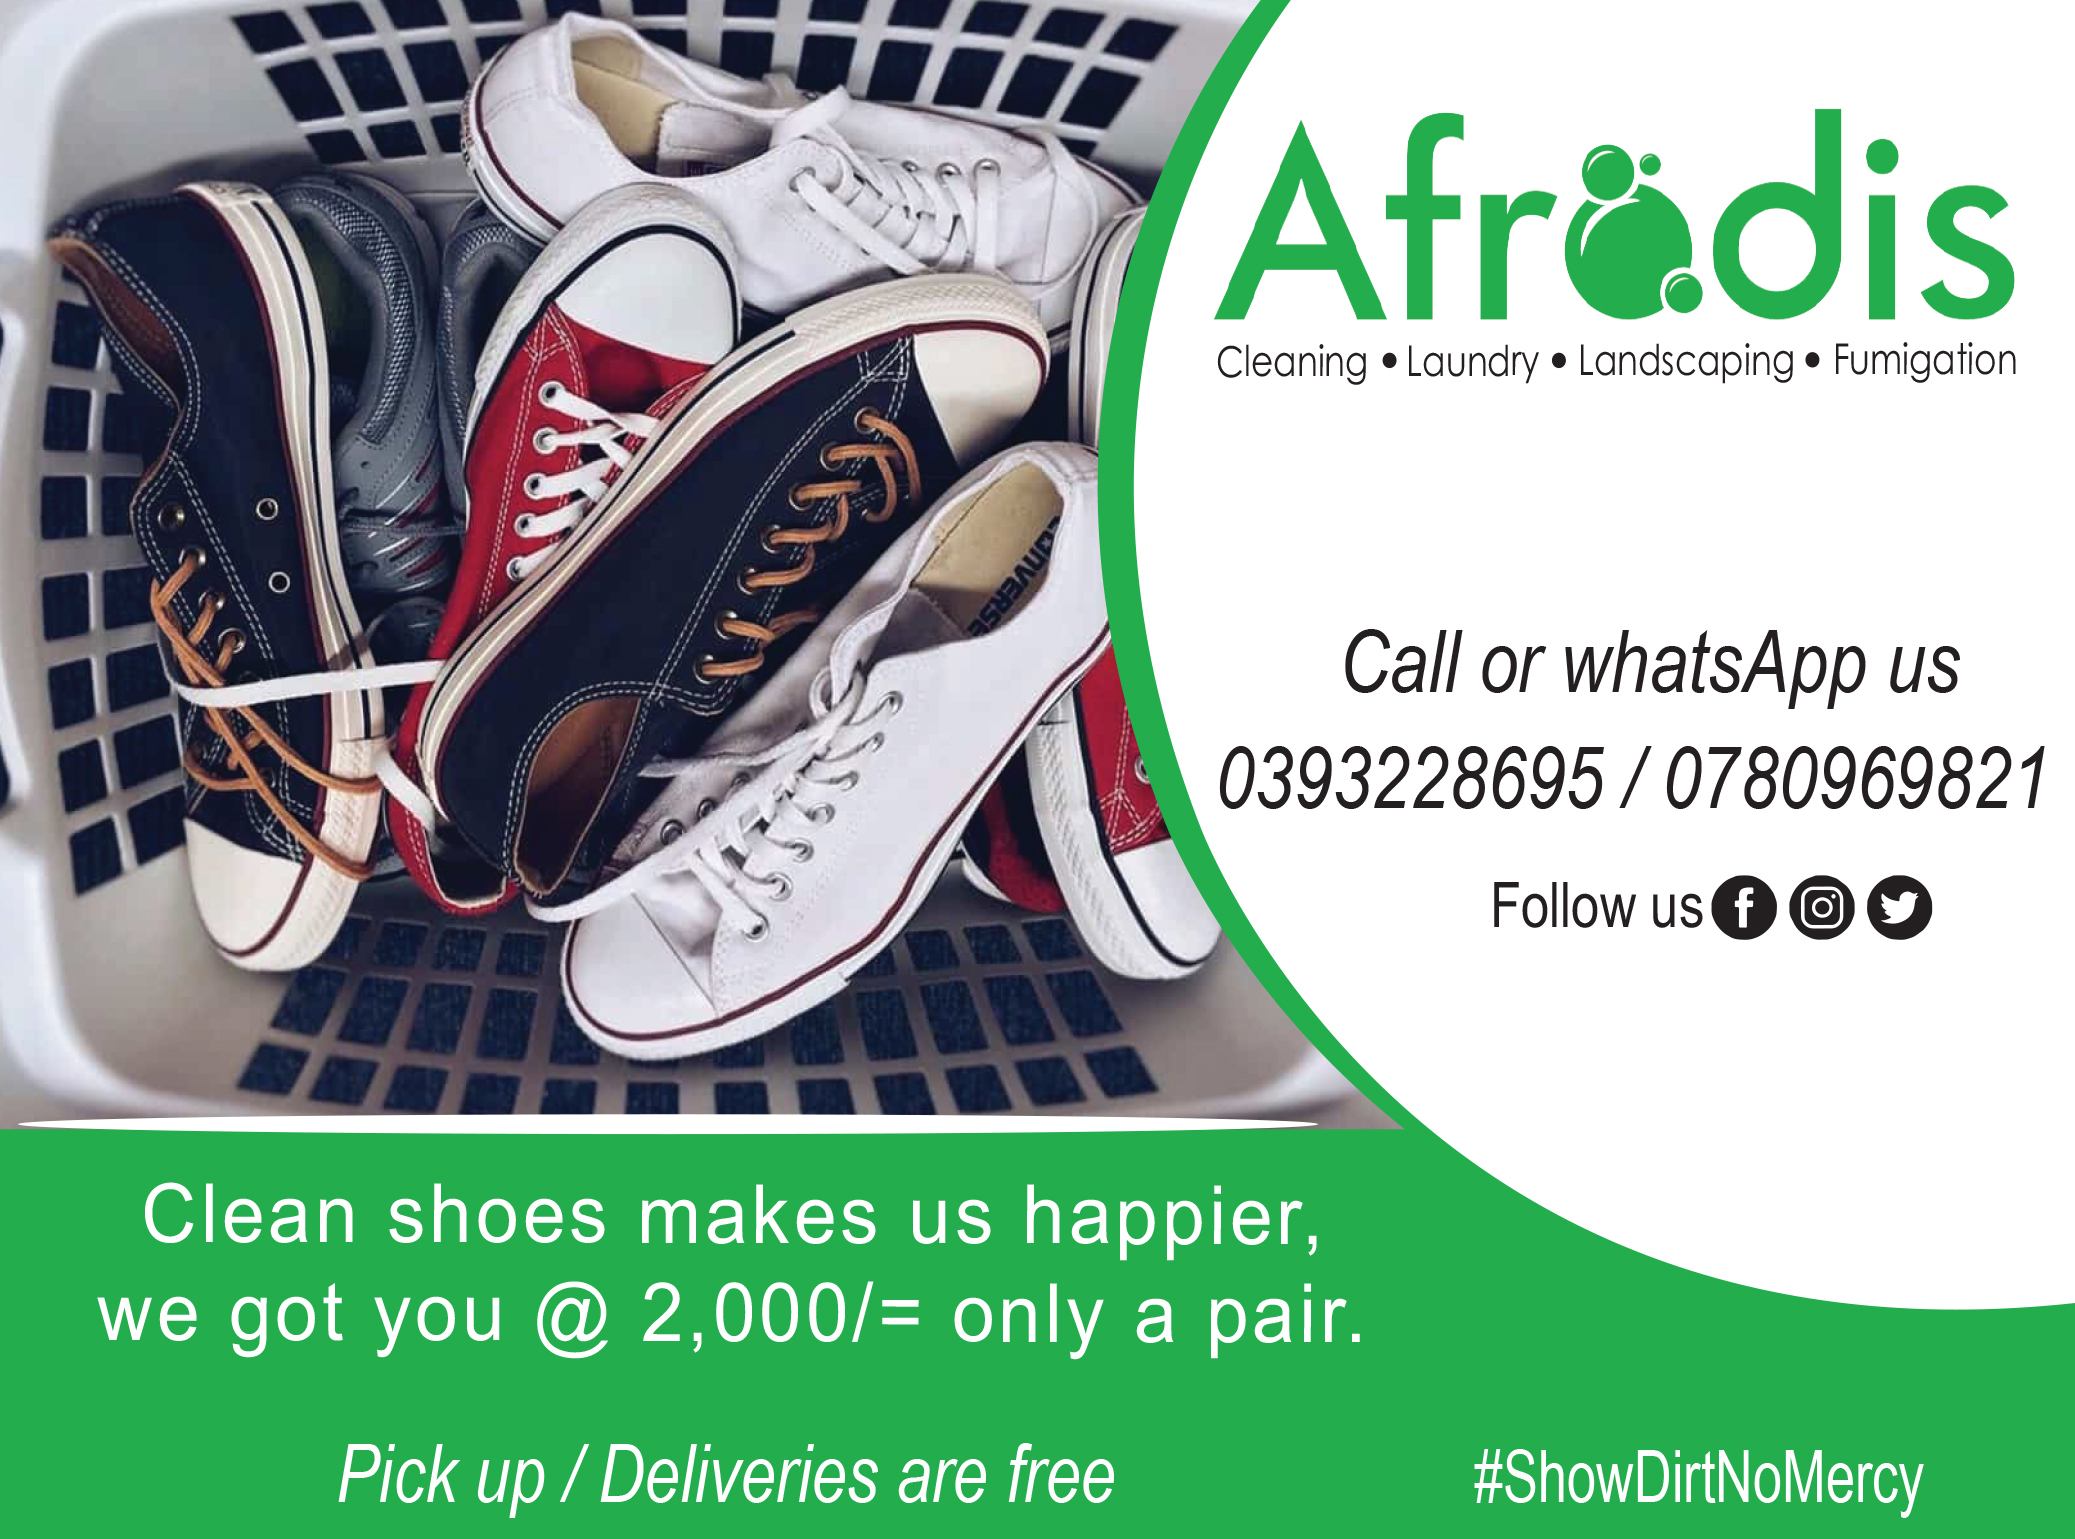 Afrodis
Cleaning • Laundry • Landscaping • Fumigation
Call or whatsApp us
0393228695 / 0780969821
Follow us
CONVERSE
Clean shoes makes us happier,
we got you @ 2,000/= only a pair.
Pick up / Deliveries are free
#ShowDirtNoMercy